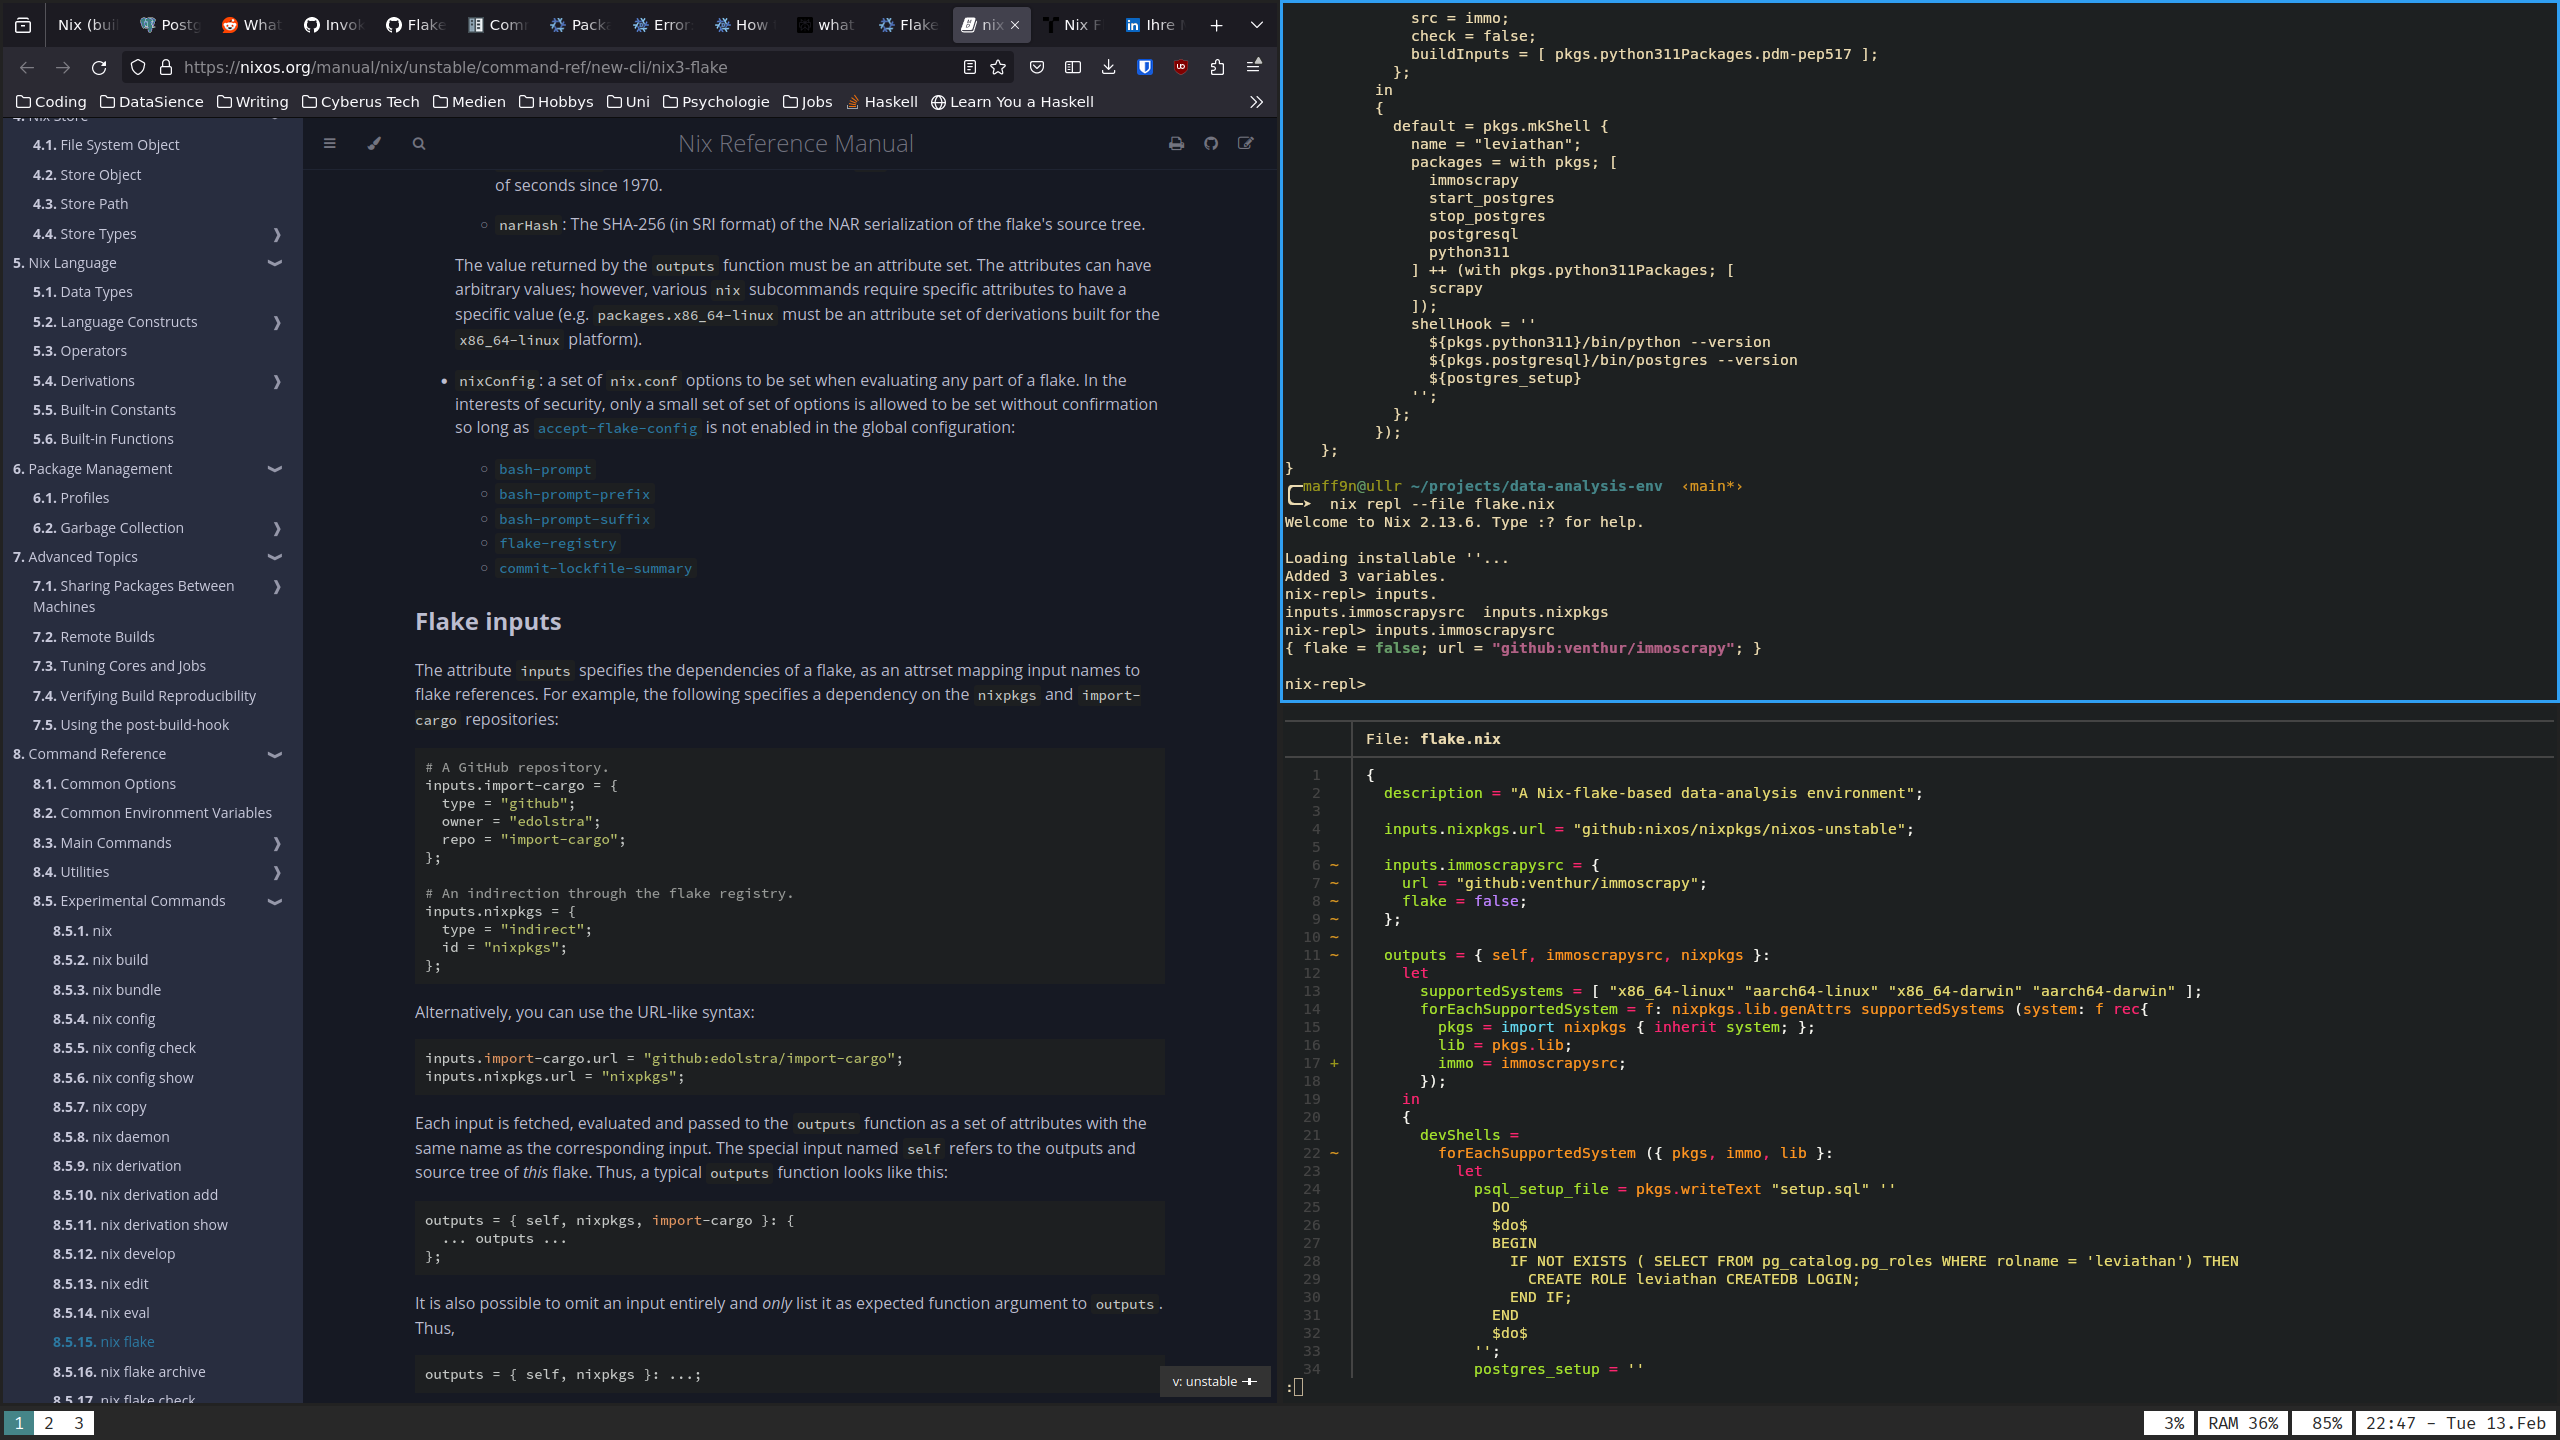 Nix (bui
Postg
What
Invok
Flake
Comm
Packa
Error
How
what
Flake
nix
Nix F
Ihre
https://nixos.org/manual/nix/unstable/command-ref/new-cli/nix3-flake
Coding DataSience Writing Cyberus Tech Medien Hobbys Uni Psychologie Jobs Haskell Learn You a Haskell
4. Nix Store
4.1. File System Object
4.2. Store Object
4.3. Store Path
4.4. Store Types
5. Nix Language
5.1. Data Types
5.2. Language Constructs
5.3. Operators
5.4. Derivations
5.5. Built-in Constants
5.6. Built-in Functions
6. Package Management
6.1. Profiles
6.2. Garbage Collection
7. Advanced Topics
7.1. Sharing Packages Between
Machines
7.2. Remote Builds
7.3. Tuning Cores and Jobs
7.4. Verifying Build Reproducibility
7.5. Using the post-build-hook
8. Command Reference
8.1. Common Options
8.2. Common Environment Variables
8.3. Main Commands
8.4. Utilities
8.5. Experimental Commands
8.5.1. nix
8.5.2. nix build
8.5.3. nix bundle
8.5.4. nix config
8.5.5. nix config check
8.5.6. nix config show
8.5.7. nix copy
8.5.8. nix daemon
8.5.9. nix derivation
8.5.10. nix derivation add
8.5.11. nix derivation show
8.5.12. nix develop
8.5.13. nix edit
8.5.14. nix eval
8.5.15. nix flake
8.5.16. nix flake archive
8.5.17. nix flake check
Nix Reference Manual
of seconds since 1970.
narHash: The SHA-256 (in SRI format) of the NAR serialization of the flake's source tree.
The value returned by the outputs function must be an attribute set. The attributes can have
arbitrary values; however, various nix subcommands require specific attributes to have a
specific value (e.g. packages.x86_64-linux must be an attribute set of derivations built for the
x86_64-linux platform).
nixConfig: a set of nix.conf options to be set when evaluating any part of a flake. In the
interests of security, only a small set of set of options is allowed to be set without confirmation
so long as accept-flake-config is not enabled in the global configuration:
bash-prompt
bash-prompt-prefix
bash-prompt-suffix
flake-registry
commit-lockfile-summary
Flake inputs
The attribute inputs specifies the dependencies of a flake, as an attrset mapping input names to
flake references. For example, the following specifies a dependency on the nixpkgs and import-
cargo repositories:
# A GitHub repository.
inputs.import-cargo = {
type = "github";
owner = "edolstra";
repo = "import-cargo";
};
# An indirection through the flake registry.
inputs.nixpkgs = {
type = "indirect";
id = "nixpkgs";
};
Alternatively, you can use the URL-like syntax:
inputs.import-cargo.url = "github:edolstra/import-cargo";
inputs.nixpkgs.url = "nixpkgs";
Each input is fetched, evaluated and passed to the outputs function as a set of attributes with the
same name as the corresponding input. The special input named self refers to the outputs and
source tree of this flake. Thus, a typical outputs function looks like this:
outputs = { self, nixpkgs, import-cargo }: {
... outputs ...
};
It is also possible to omit an input entirely and only list it as expected function argument to outputs.
Thus,
outputs = { self, nixpkgs }: ...;
v: unstable
src = immo;
check = false;
buildInputs = [ pkgs.python311Packages.pdm-pep517 ];
};
in
{
default = pkgs.mkShell {
name = "leviathan";
packages = with pkgs; [
immoscrapy
start_postgres
stop_postgres
postgresql
python311
] ++ (with pkgs.python311Packages; [
scrapy
]);
shellHook = ''
${pkgs.python311}/bin/python --version
${pkgs.postgresql}/bin/postgres --version
${postgres_setup}
'';
};
});
};
}
maff9n@ullr ~/projects/data-analysis-env ‹main*›
nix repl --file flake.nix
Welcome to Nix 2.13.6. Type :? for help.
Loading installable ''...
Added 3 variables.
nix-repl> inputs.
inputs.immoscrapysrc inputs.nixpkgs
nix-repl> inputs.immoscrapysrc
{ flake = false; url = "github:venthur/immoscrapy"; }
nix-repl>
File: flake.nix
1 {
2 description = "A Nix-flake-based data-analysis environment";
3
4 inputs.nixpkgs.url = "github:nixos/nixpkgs/nixos-unstable";
5
6 ~ inputs.immoscrapysrc = {
7 ~ url = "github:venthur/immoscrapy";
8 ~ flake = false;
9 ~ };
10 ~
11 ~ outputs = { self, immoscrapysrc, nixpkgs }:
12 let
13 supportedSystems = [ "x86_64-linux" "aarch64-linux" "x86_64-darwin" "aarch64-darwin" ];
14 forEachSupportedSystem = f: nixpkgs.lib.genAttrs supportedSystems (system: f rec{
15 pkgs = import nixpkgs { inherit system; };
16 lib = pkgs.lib;
17 + immo = immoscrapysrc;
18 });
19 in
20 {
21 devShells =
22 ~ forEachSupportedSystem ({ pkgs, immo, lib }:
23 let
24 psql_setup_file = pkgs.writeText "setup.sql" ''
25 DO
26 $do$
27 BEGIN
28 IF NOT EXISTS ( SELECT FROM pg_catalog.pg_roles WHERE rolname = 'leviathan') THEN
29 CREATE ROLE leviathan CREATEDB LOGIN;
30 END IF;
31 END
32 $do$
33 '';
34 postgres_setup = ''
:
1 2 3
3% RAM 36% 85% 22:47 - Tue 13.Feb